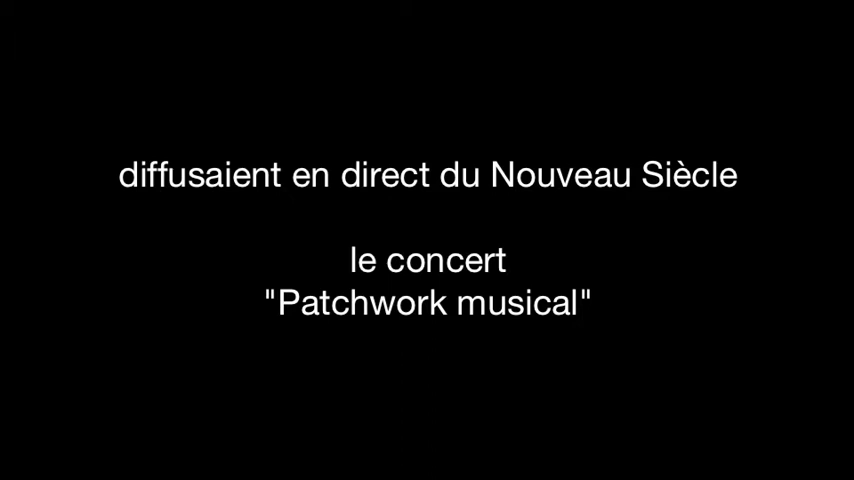 diffusaient en direct du Nouveau Siècle
le concert
"Patchwork musical"